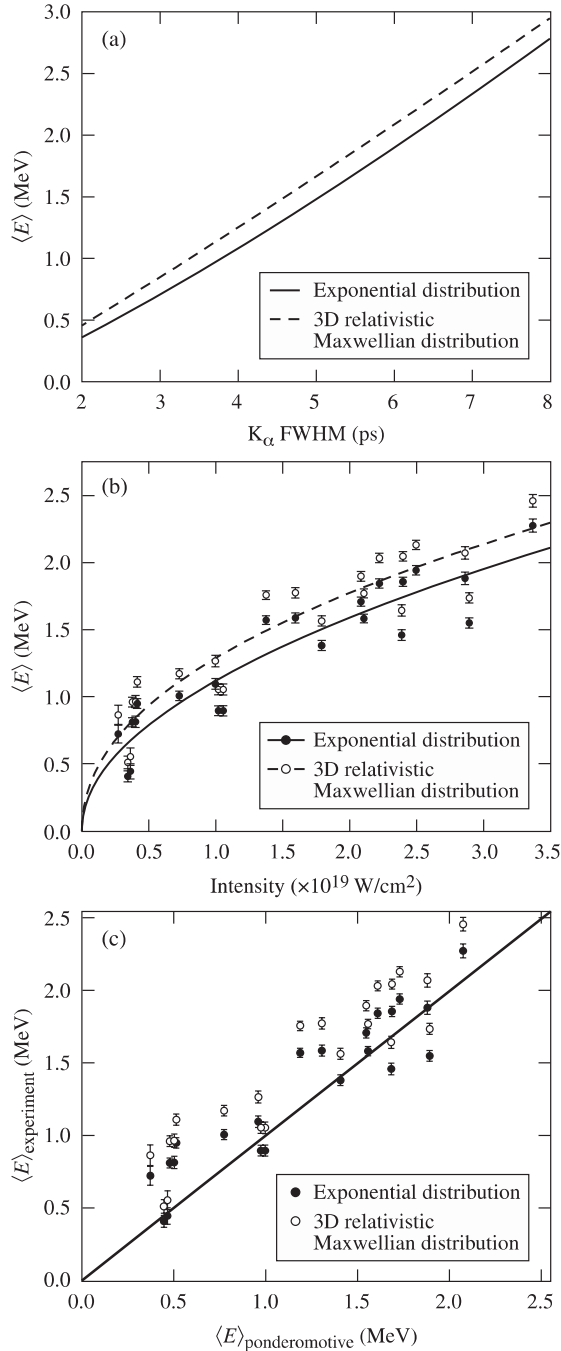 3.0
(a)
2.5
2.0
⟨E⟩ (MeV)
1.5
1.0
Exponential distribution
0.5
3D relativistic
Maxwellian distribution
0.0
2 3 4 5 6 7 8
Kα FWHM (ps)
(b)
2.5
2.0
⟨E⟩ (MeV)
1.5
1.0
Exponential distribution
0.5
3D relativistic
Maxwellian distribution
0.0
0.0 0.5 1.0 1.5 2.0 2.5 3.0 3.5
Intensity (×10¹⁹ W/cm²)
2.5
(c)
2.0
⟨E⟩experiment (MeV)
1.5
1.0
Exponential distribution
0.5
3D relativistic
Maxwellian distribution
0.0
0.5 1.0 1.5 2.0 2.5
⟨E⟩ponderomotive (MeV)